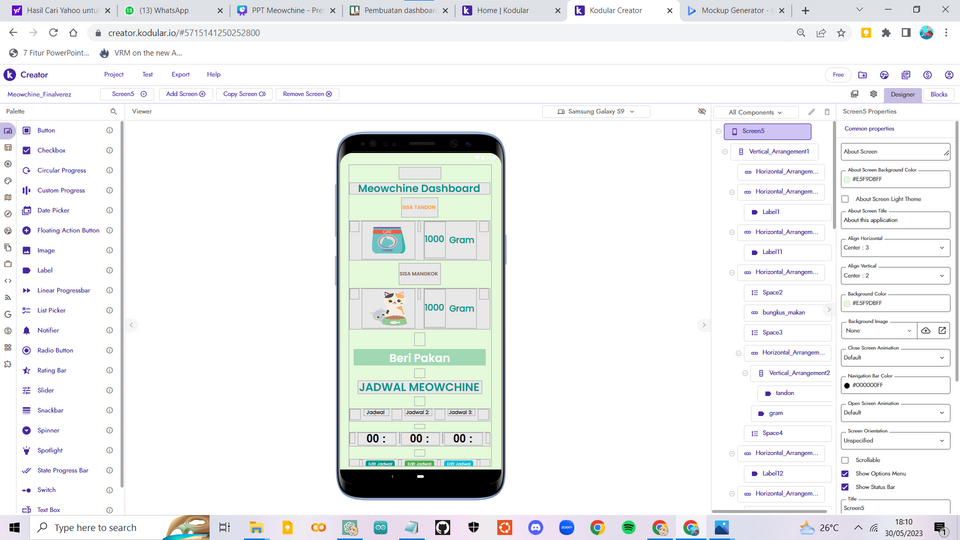 Hasil Cari Yahoo untuk
(13) WhatsApp
PPT Meowchine - Pre
Pembuatan dashboar
Home | Kodular
Kodular Creator
Mockup Generator -
creator.kodular.io/#5715141250252800
7 Fitur PowerPoint...
VRM on the new A...
Creator
Project
Test
Export
Help
Free
Meowchine_Finalverez
Screen5
Add Screen
Copy Screen
Remove Screen
Designer
Blocks
Palette
Viewer
Samsung Galaxy S9
All Components
Screen5 Properties
Button
Checkbox
Circular Progress
Custom Progress
Date Picker
Floating Action Button
Image
Label
Linear Progressbar
List Picker
Notifier
Radio Button
Rating Bar
Slider
Snackbar
Spinner
Spotlight
State Progress Bar
Switch
Text Box
Meowchine Dashboard
SISA TANDON
1000
Gram
SISA MANGKOK
1000
Gram
Beri Pakan
JADWAL MEOWCHINE
Jadwal
Jadwal 2:
Jadwal 3:
00 :
00 :
00 :
Edit Jadwal
Edit Jadwal
Edit Jadwal
Screen5
Vertical_Arrangement1
Horizontal_Arrangem...
Horizontal_Arrangem...
Label1
Horizontal_Arrangem...
Label11
Horizontal_Arrangem...
Space2
bungkus_makan
Space3
Horizontal_Arrangem...
Vertical_Arrangement2
tandon
gram
Space4
Horizontal_Arrangem...
Label12
Horizontal_Arrangem...
Common properties
About Screen
About Screen Background Color
#E5F9DBFF
About Screen Light Theme
About Screen Title
About this application
Align Horizontal
Center : 3
Align Vertical
Center : 2
Background Color
#E5F9DBFF
Background Image
None
Close Screen Animation
Default
Navigation Bar Color
#000000FF
Open Screen Animation
Default
Screen Orientation
Unspecified
Scrollable
Show Options Menu
Show Status Bar
Title
Screen5
Type here to search
zoom
26°C
18:10
30/05/2023
1